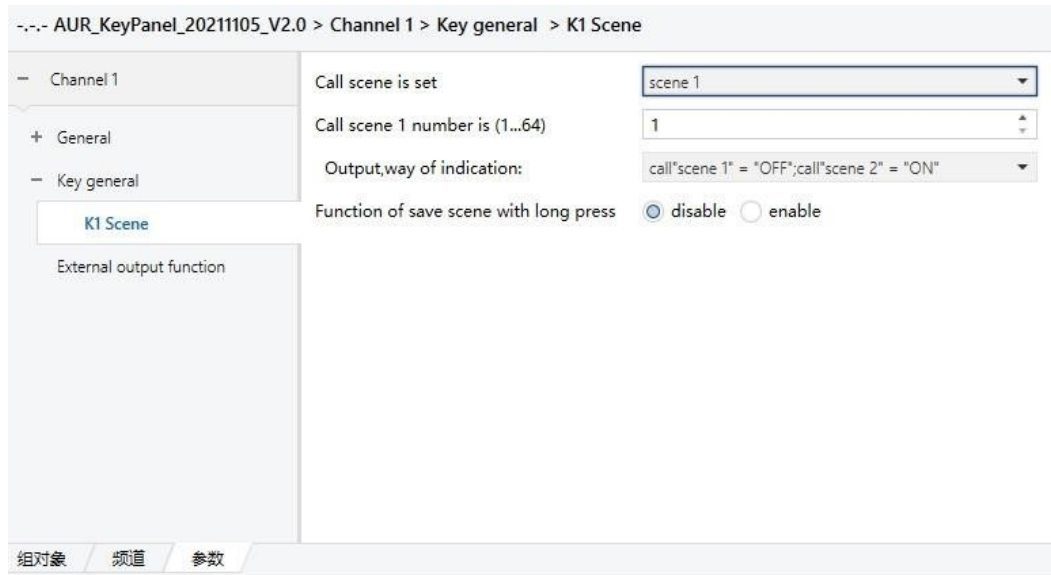 -.-.- AUR_KeyPanel_20211105_V2.0 > Channel 1 > Key general > K1 Scene
− Channel 1
+ General
− Key general
K1 Scene
External output function
Call scene is set scene 1
Call scene 1 number is (1...64) 1
Output,way of indication: call"scene 1" = "OFF";call"scene 2" = "ON"
Function of save scene with long press disable enable
组对象 频道 参数